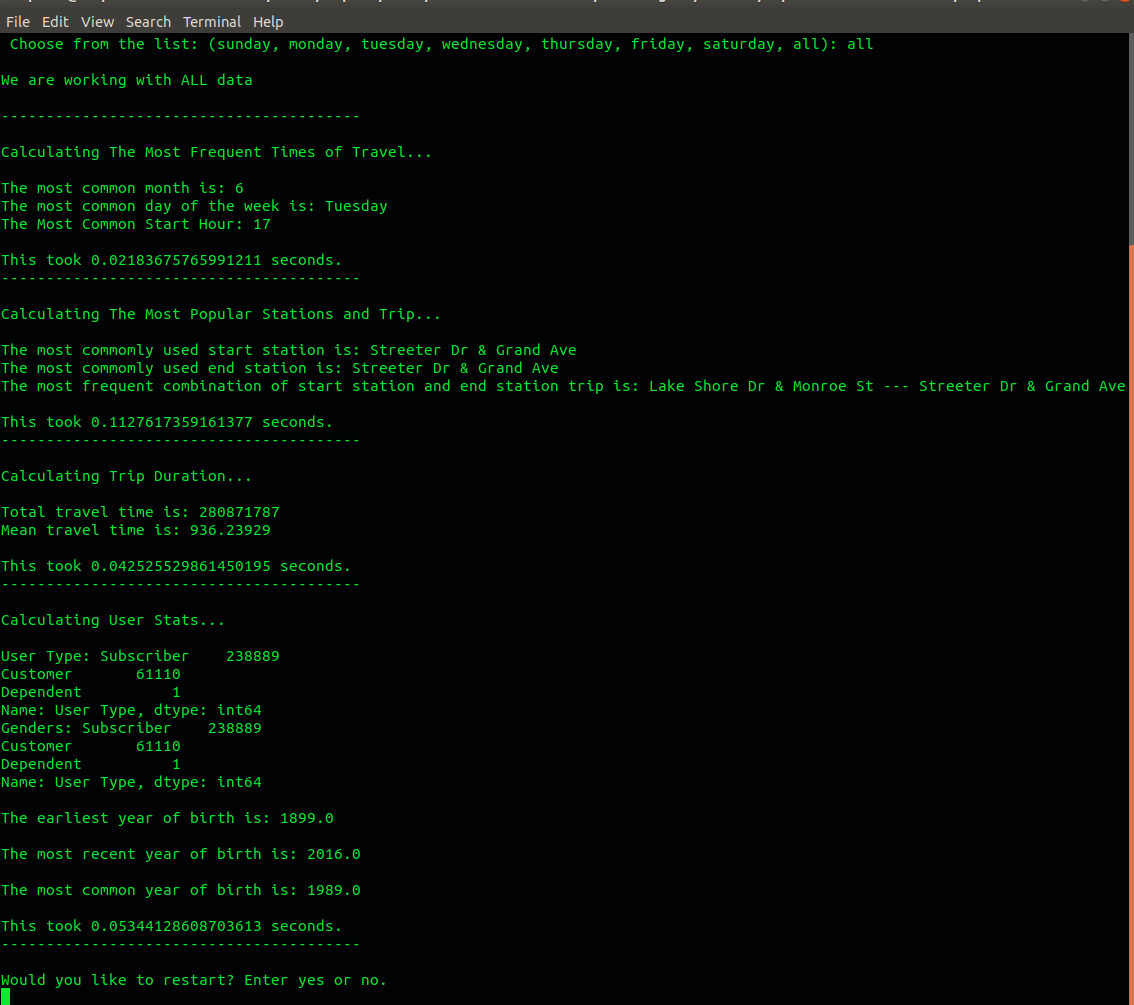 File Edit View Search Terminal Help
Choose from the list: (sunday, monday, tuesday, wednesday, thursday, friday, saturday, all): all
We are working with ALL data
----------------------------------------
Calculating The Most Frequent Times of Travel...
The most common month is: 6
The most common day of the week is: Tuesday
The Most Common Start Hour: 17
This took 0.02183675765991211 seconds.
----------------------------------------
Calculating The Most Popular Stations and Trip...
The most commomly used start station is: Streeter Dr & Grand Ave
The most commomly used end station is: Streeter Dr & Grand Ave
The most frequent combination of start station and end station trip is: Lake Shore Dr & Monroe St --- Streeter Dr & Grand Ave
This took 0.1127617359161377 seconds.
----------------------------------------
Calculating Trip Duration...
Total travel time is: 280871787
Mean travel time is: 936.23929
This took 0.042525529861450195 seconds.
----------------------------------------
Calculating User Stats...
User Type: Subscriber    238889
Customer       61110
Dependent          1
Name: User Type, dtype: int64
Genders: Subscriber    238889
Customer       61110
Dependent          1
Name: User Type, dtype: int64
The earliest year of birth is: 1899.0
The most recent year of birth is: 2016.0
The most common year of birth is: 1989.0
This took 0.05344128608703613 seconds.
----------------------------------------
Would you like to restart? Enter yes or no.